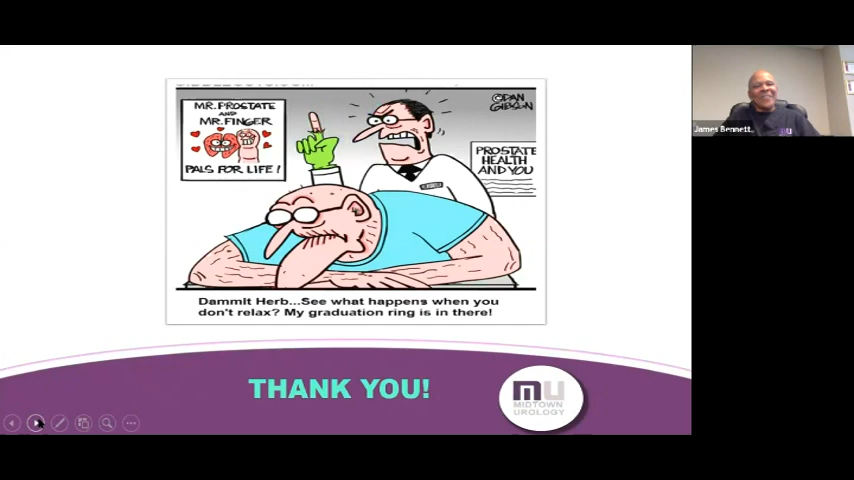 MR. PROSTATE
AND
MR. FINGER
PALS FOR LIFE!
©DAN
GIBSON
PROSTATE
HEALTH
AND YOU
DammIt Herb...See what happens when you
don't relax? My graduation ring is in there!
THANK YOU!
mu
MIDTOWN
UROLOGY
James Bennett